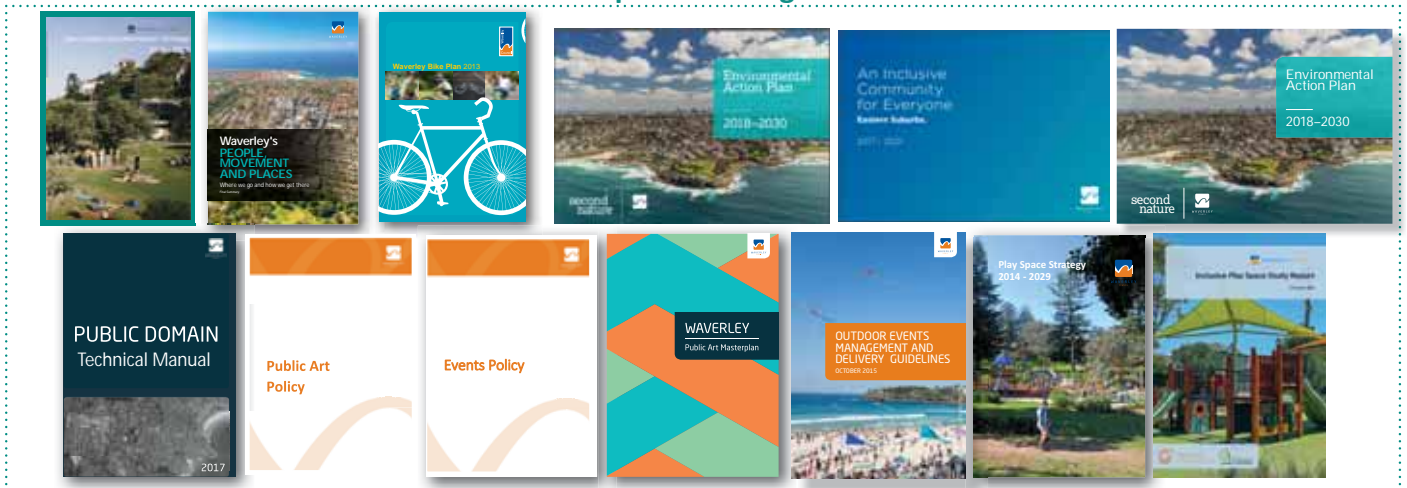 Waverley's
PEOPLE,
MOVEMENT
AND PLACES
Where we go and how we get there
Waverley Bike Plan 2013
Environmental
Action Plan
2018–2030
second
nature
An Inclusive
Community
for Everyone
Eastern Suburbs.
Environmental
Action Plan
2018–2030
second
nature
WAVERLEY
PUBLIC DOMAIN
Technical Manual
2017
Public Art
Policy
Events Policy
WAVERLEY
Public Art Masterplan
OUTDOOR EVENTS
MANAGEMENT AND
DELIVERY GUIDELINES
OCTOBER 2015
Play Space Strategy
2014 - 2029
Inclusive Play Space Study Report